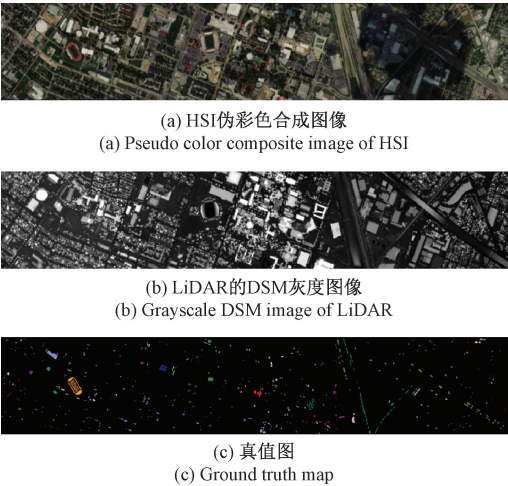 (a) HSI伪彩色合成图像
(a) Pseudo color composite image of HSI
(b) LiDAR的DSM灰度图像
(b) Grayscale DSM image of LiDAR
(c) 真值图
(c) Ground truth map